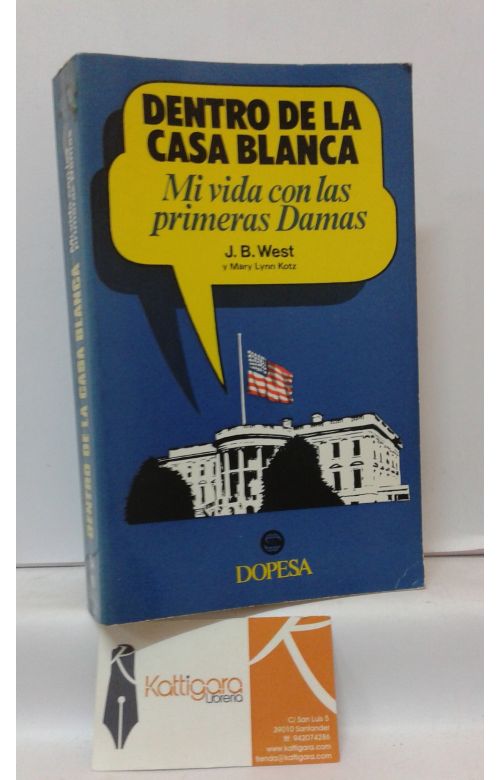 DENTRO DE LA
CASA BLANCA
Mi vida con las
primeras Damas
J. B. West
y Mary Lynn Kotz
DOPESA
DENTRO DE LA CASA BLANCA
Kattigara
Librería
C/ San Luis 5
39010 Santander
tlf. 942074286
www.kattigara.com
tienda@kattigara.com